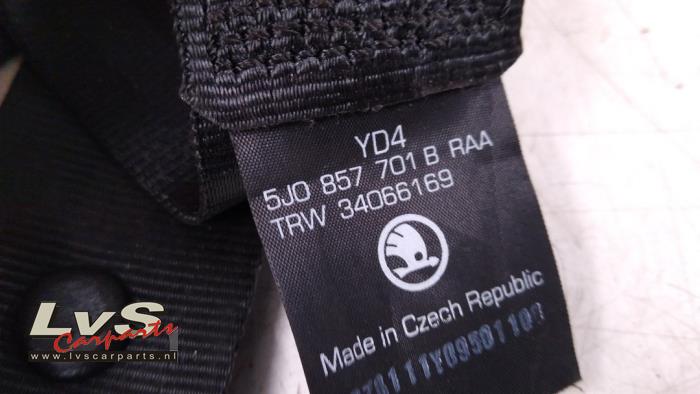 YD4
5J0 857 701 B RAA
TRW 34066169
Made in Czech Republic
LvS
Carparts
www.lvscarparts.nl